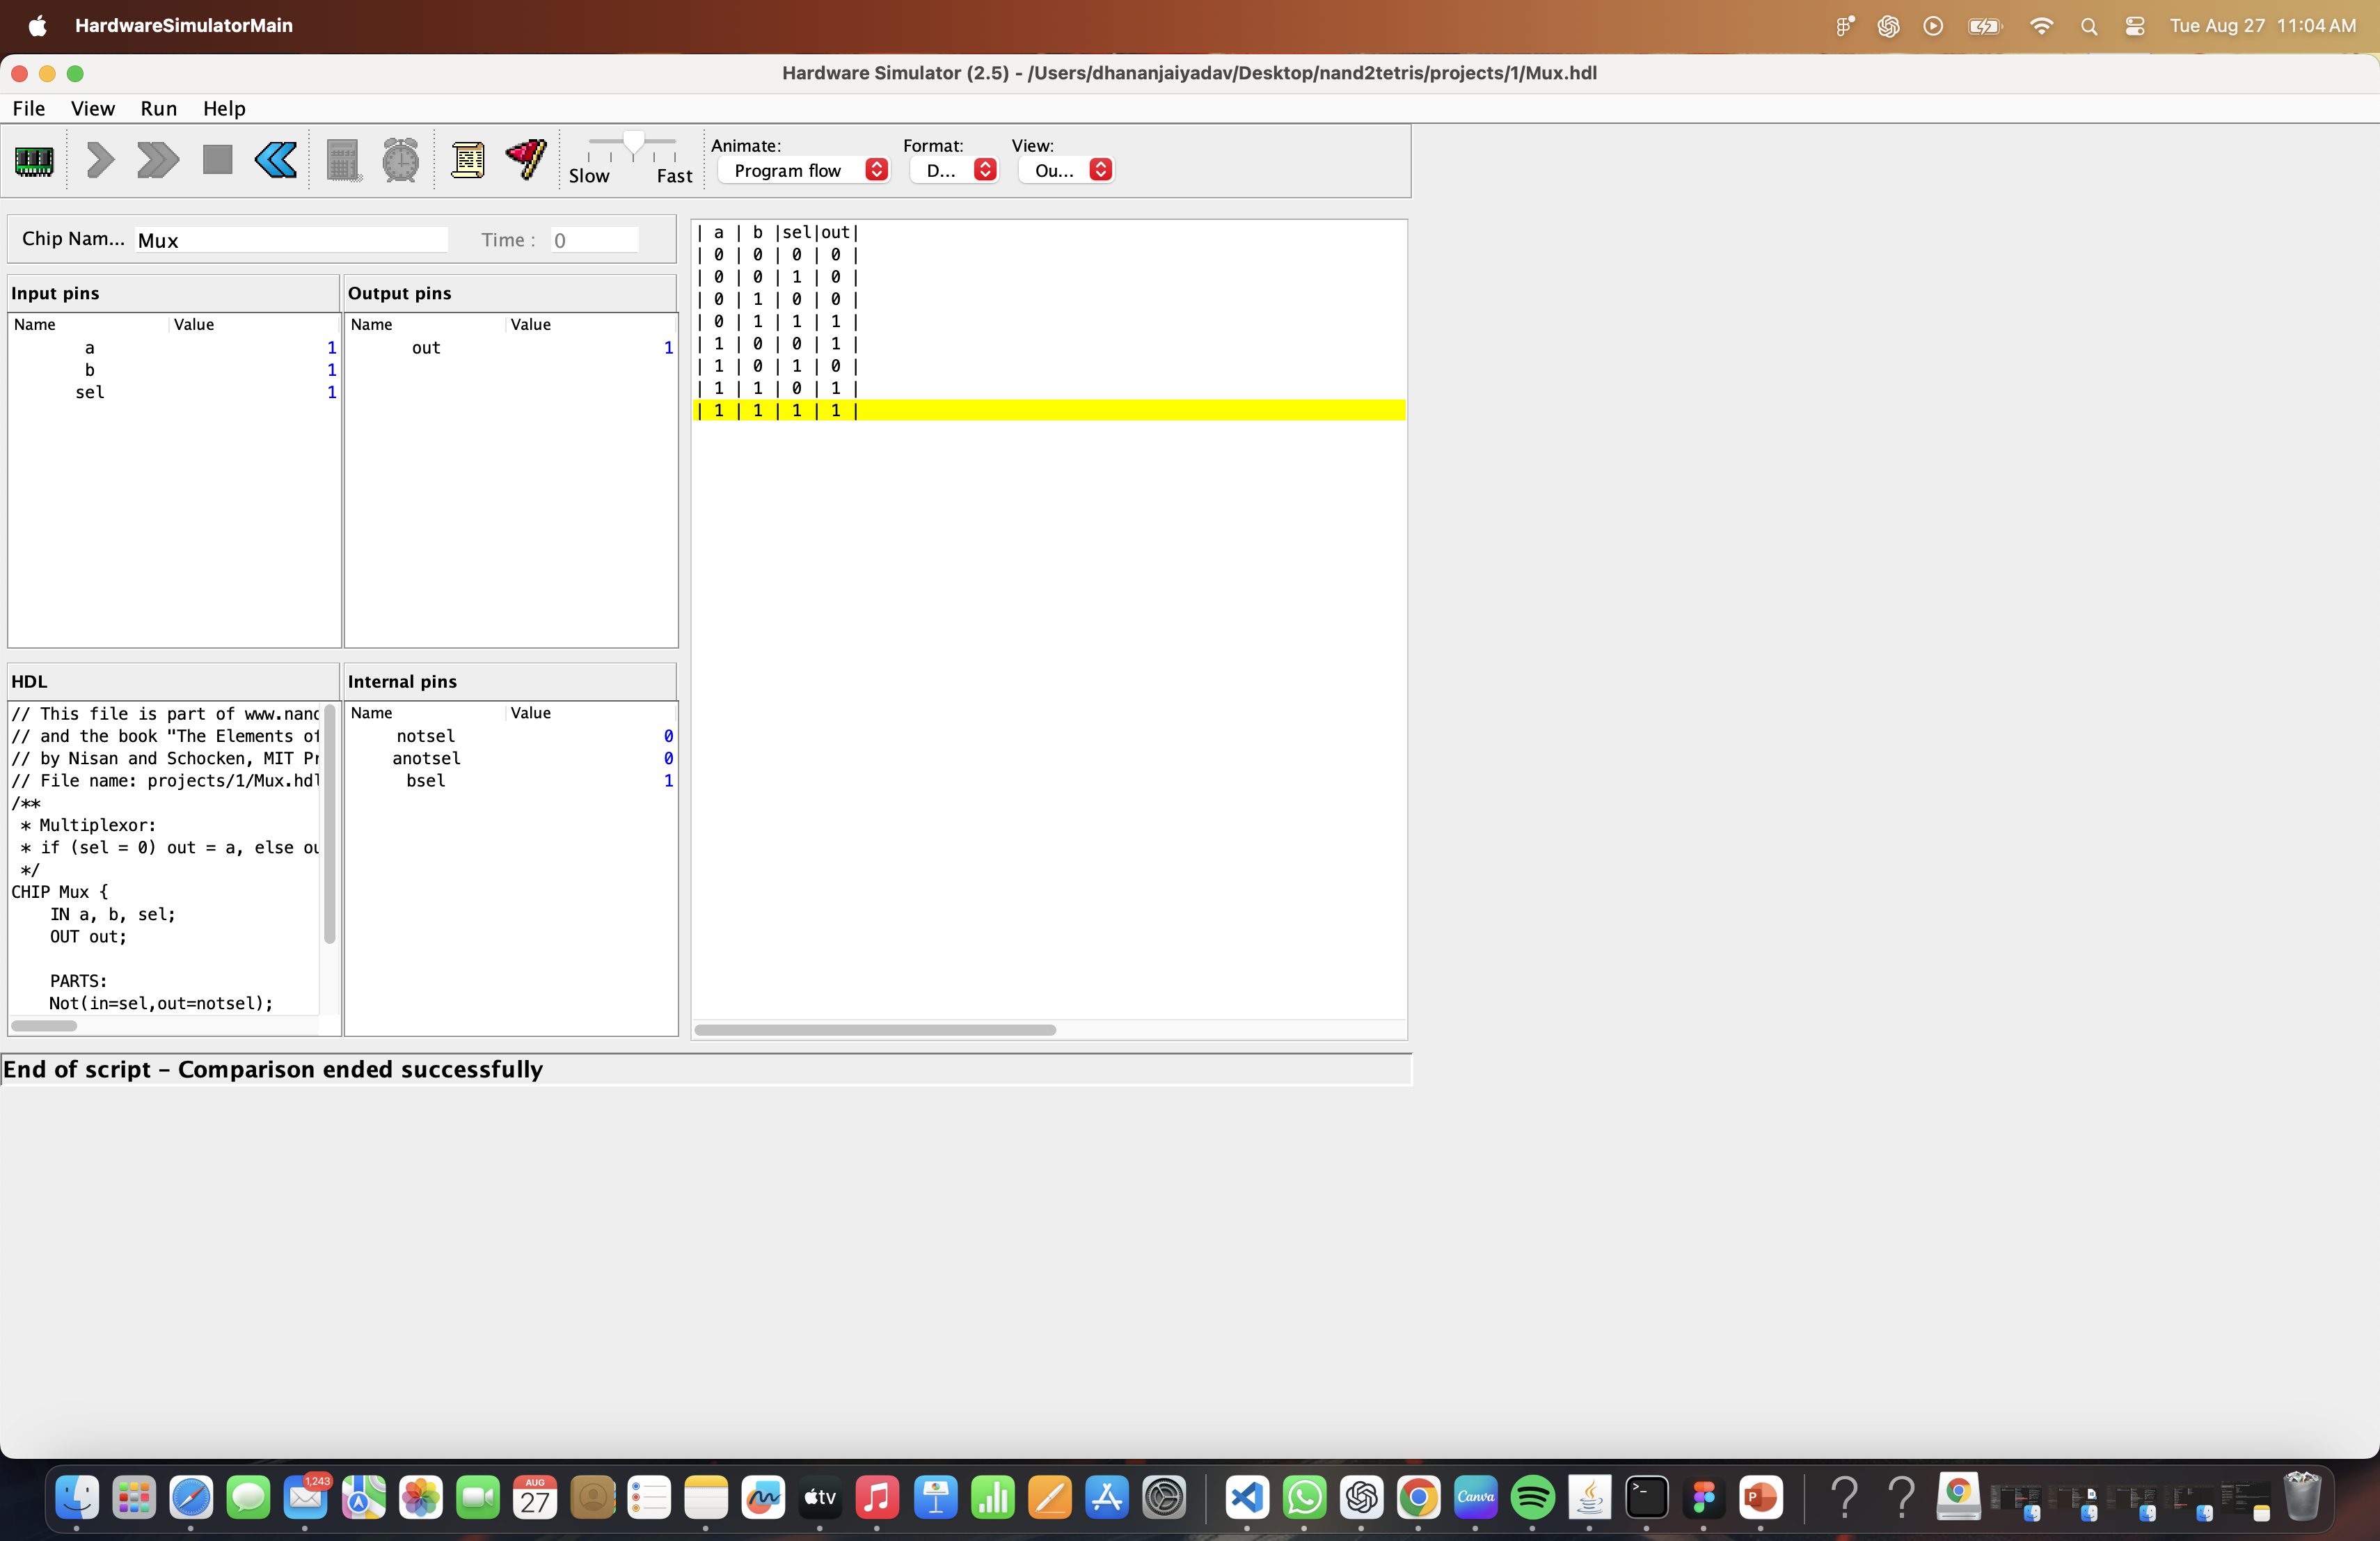 HardwareSimulatorMain
Tue Aug 27 11:04 AM
Hardware Simulator (2.5) - /Users/dhananjaiyadav/Desktop/nand2tetris/projects/1/Mux.hdl
File View Run Help
Slow Fast
Animate:
Program flow
Format:
D...
View:
Ou...
Chip Nam... Mux Time : 0
Input pins
Name Value
a 1
b 1
sel 1
Output pins
Name Value
out 1
| a | b |sel|out|
| 0 | 0 | 0 | 0 |
| 0 | 0 | 1 | 0 |
| 0 | 1 | 0 | 0 |
| 0 | 1 | 1 | 1 |
| 1 | 0 | 0 | 1 |
| 1 | 0 | 1 | 0 |
| 1 | 1 | 0 | 1 |
| 1 | 1 | 1 | 1 |
HDL
// This file is part of www.nand
// and the book "The Elements of
// by Nisan and Schocken, MIT Pr
// File name: projects/1/Mux.hdl
/**
* Multiplexor:
* if (sel = 0) out = a, else ou
*/
CHIP Mux {
IN a, b, sel;
OUT out;
PARTS:
Not(in=sel,out=notsel);
Internal pins
Name Value
notsel 0
anotsel 0
bsel 1
End of script – Comparison ended successfully
1,243
AUG
27
tv
Canva
>_
P
? ?